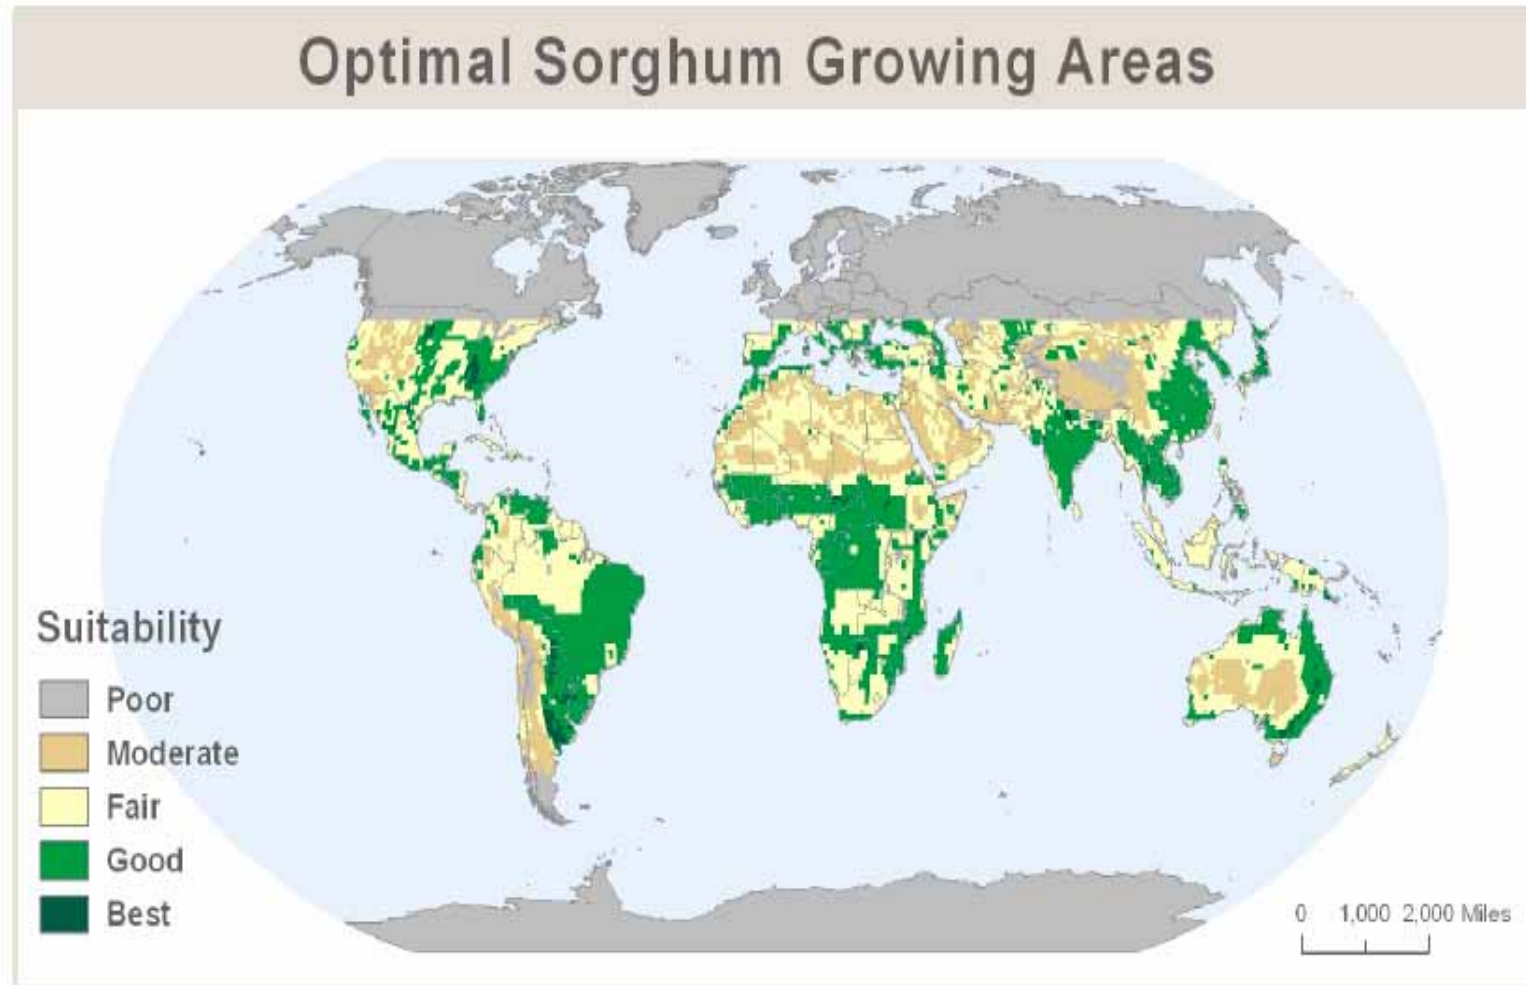 Optimal Sorghum Growing Areas
Suitability
Poor
Moderate
Fair
Good
Best
0 1,000 2,000 Miles